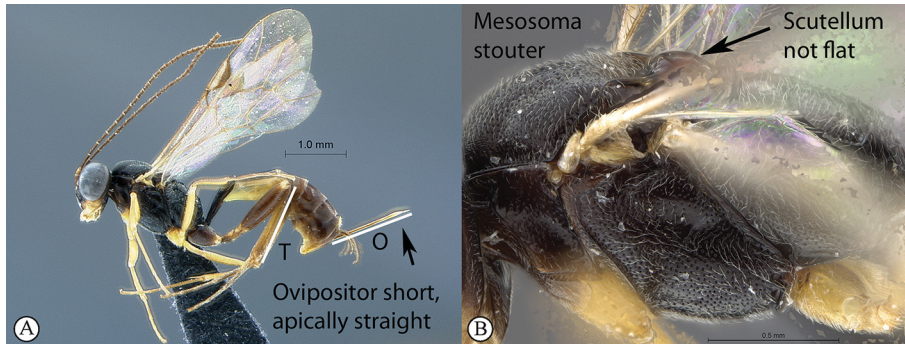 1.0 mm
T
O
Ovipositor short,
apically straight
A
Mesosoma
stouter
Scutellum
not flat
0.5 mm
B